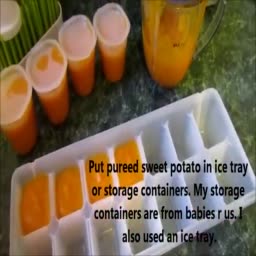 Put pureed sweet potato in ice tray
or storage containers. My storage
containers are from babies r us. I
also used an ice tray.